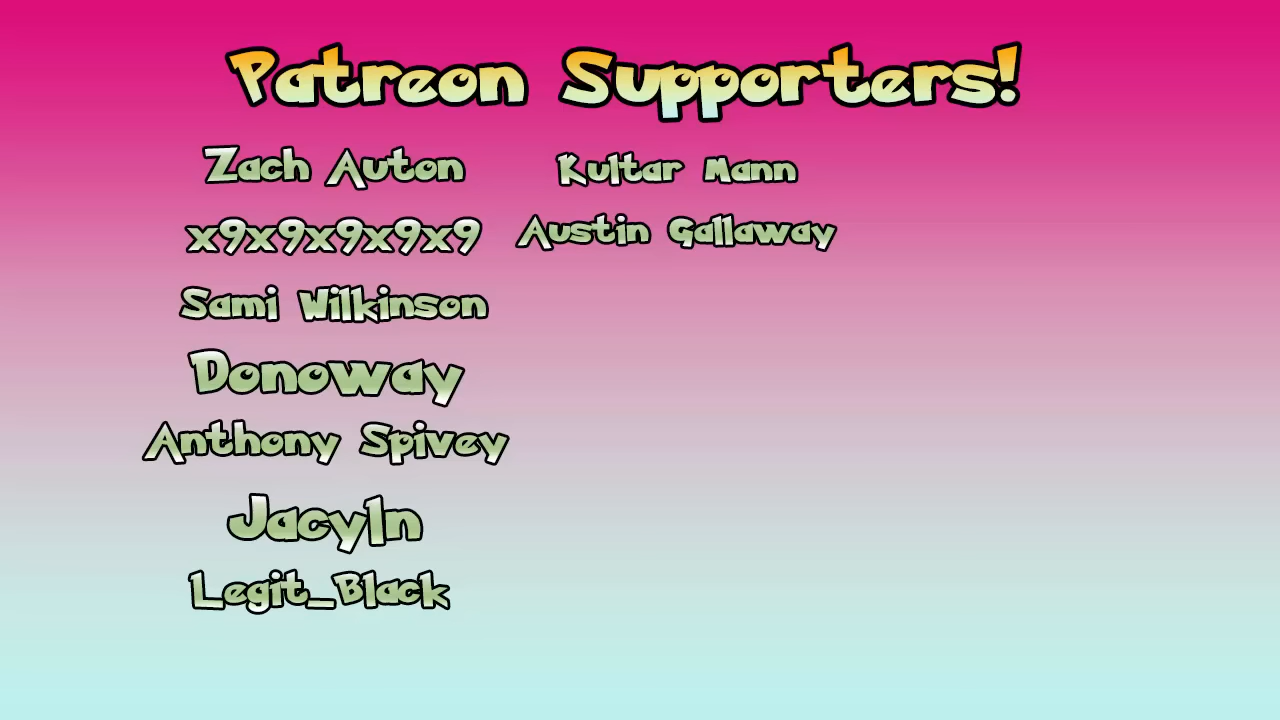 Patreon Supporters!
Zach Auton
x9x9x9x9x9
Sami Wilkinson
Donoway
Anthony Spivey
Jacyln
Legit_Black
Kultar Mann
Austin Gallaway